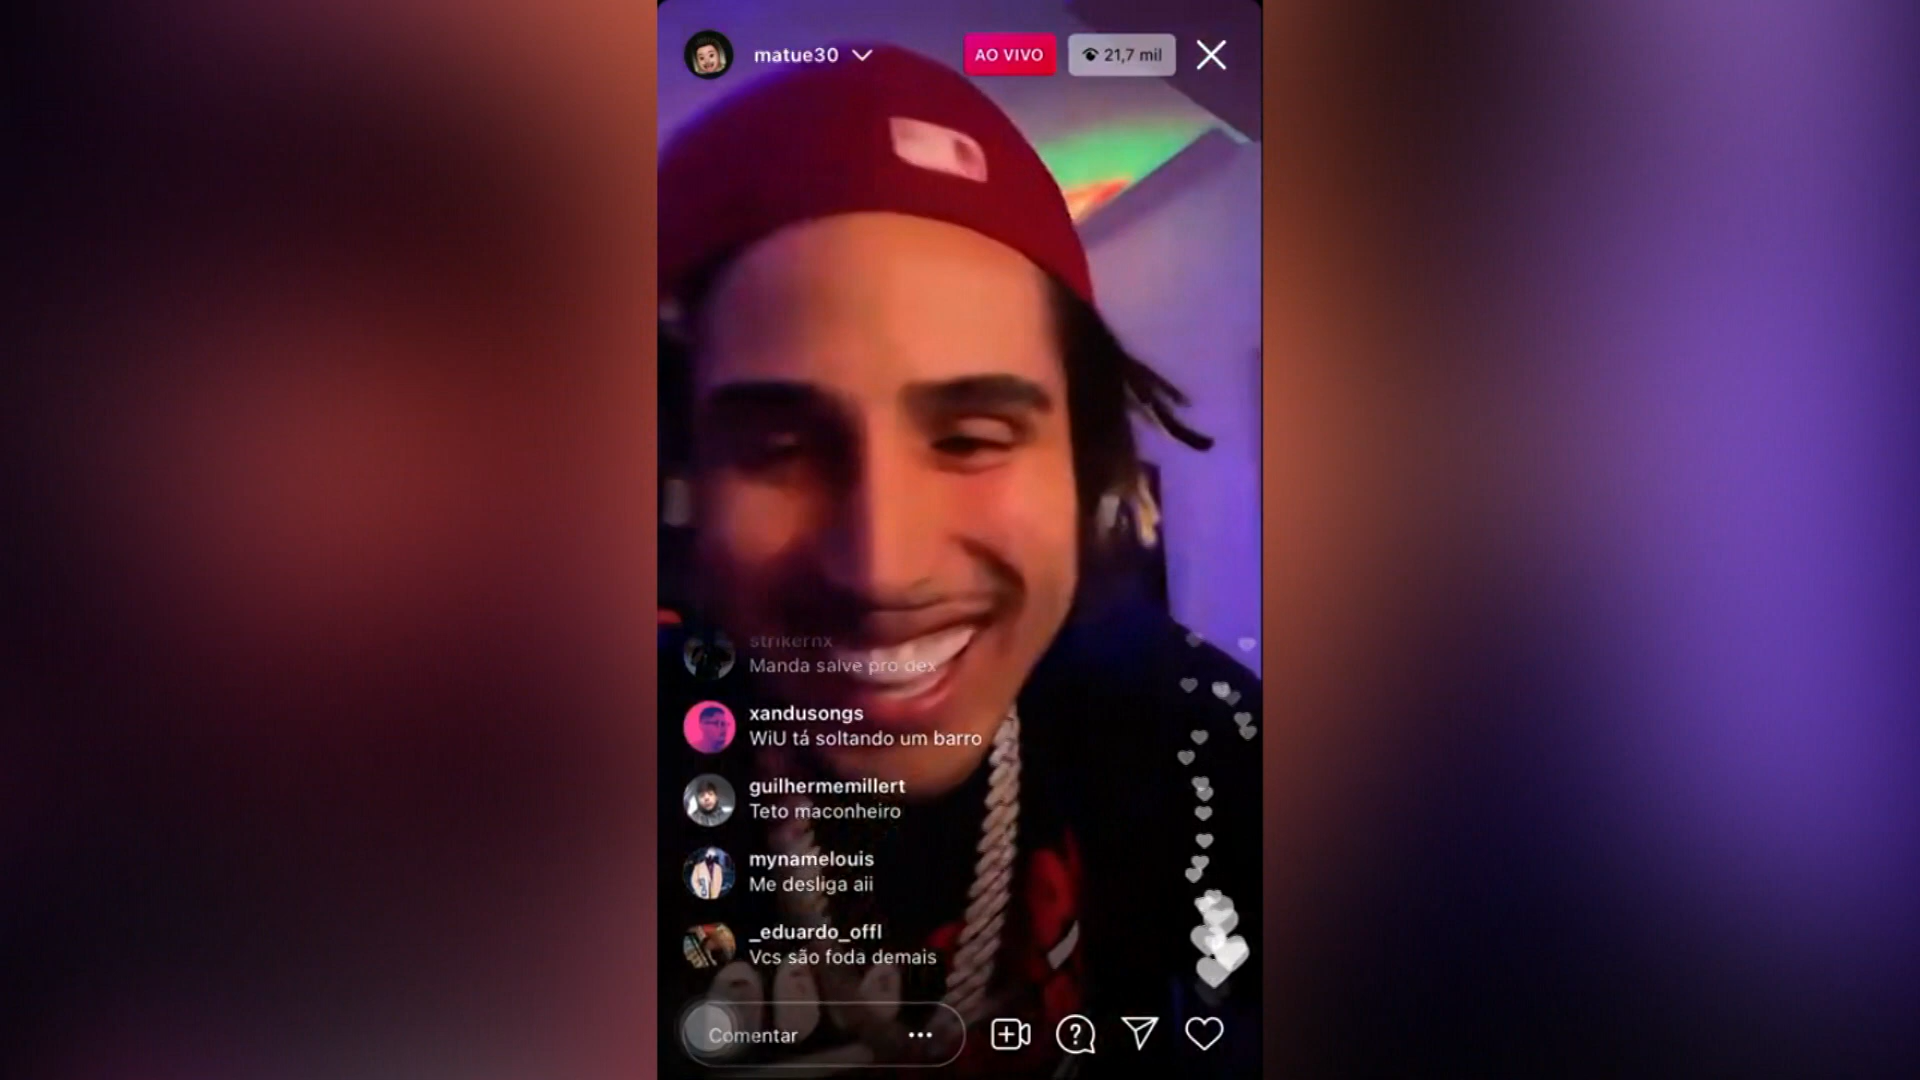 matue30
AO VIVO
21,7 mil
strikernx
Manda salve pro dex
xandusongs
WiU tá soltando um barro
guilhermemillert
Teto maconheiro
mynamelouis
Me desliga aii
_eduardo_offl
Vcs são foda demais
Comentar